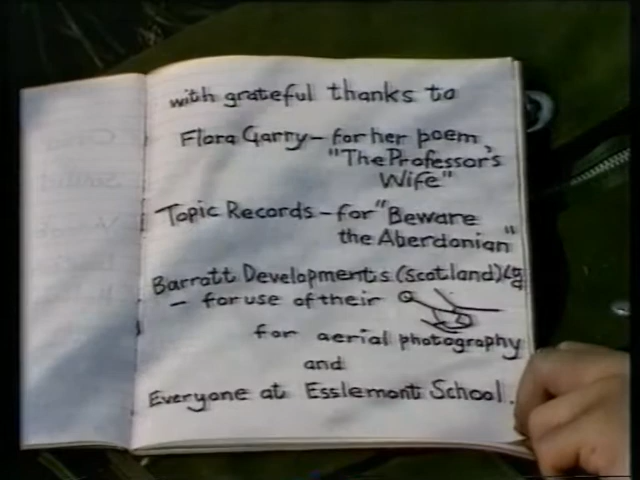 with grateful thanks to
Flora Garry - for her poem,
"The Professor's
Wife"
Topic Records - for "Beware
the Aberdonian"
Barratt Developments (Scotland)
- for use of their
for aerial photography
and
Everyone at Esslemont School.